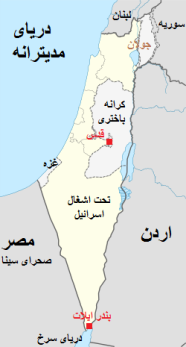 لبنان
سوریه
دریای
مدیترانه
جولان
کرانه
باختری
غزه
تحت اشغال
اسرائیل
اردن
مصر
صحرای سینا
بندر ایلات
دریای سرخ